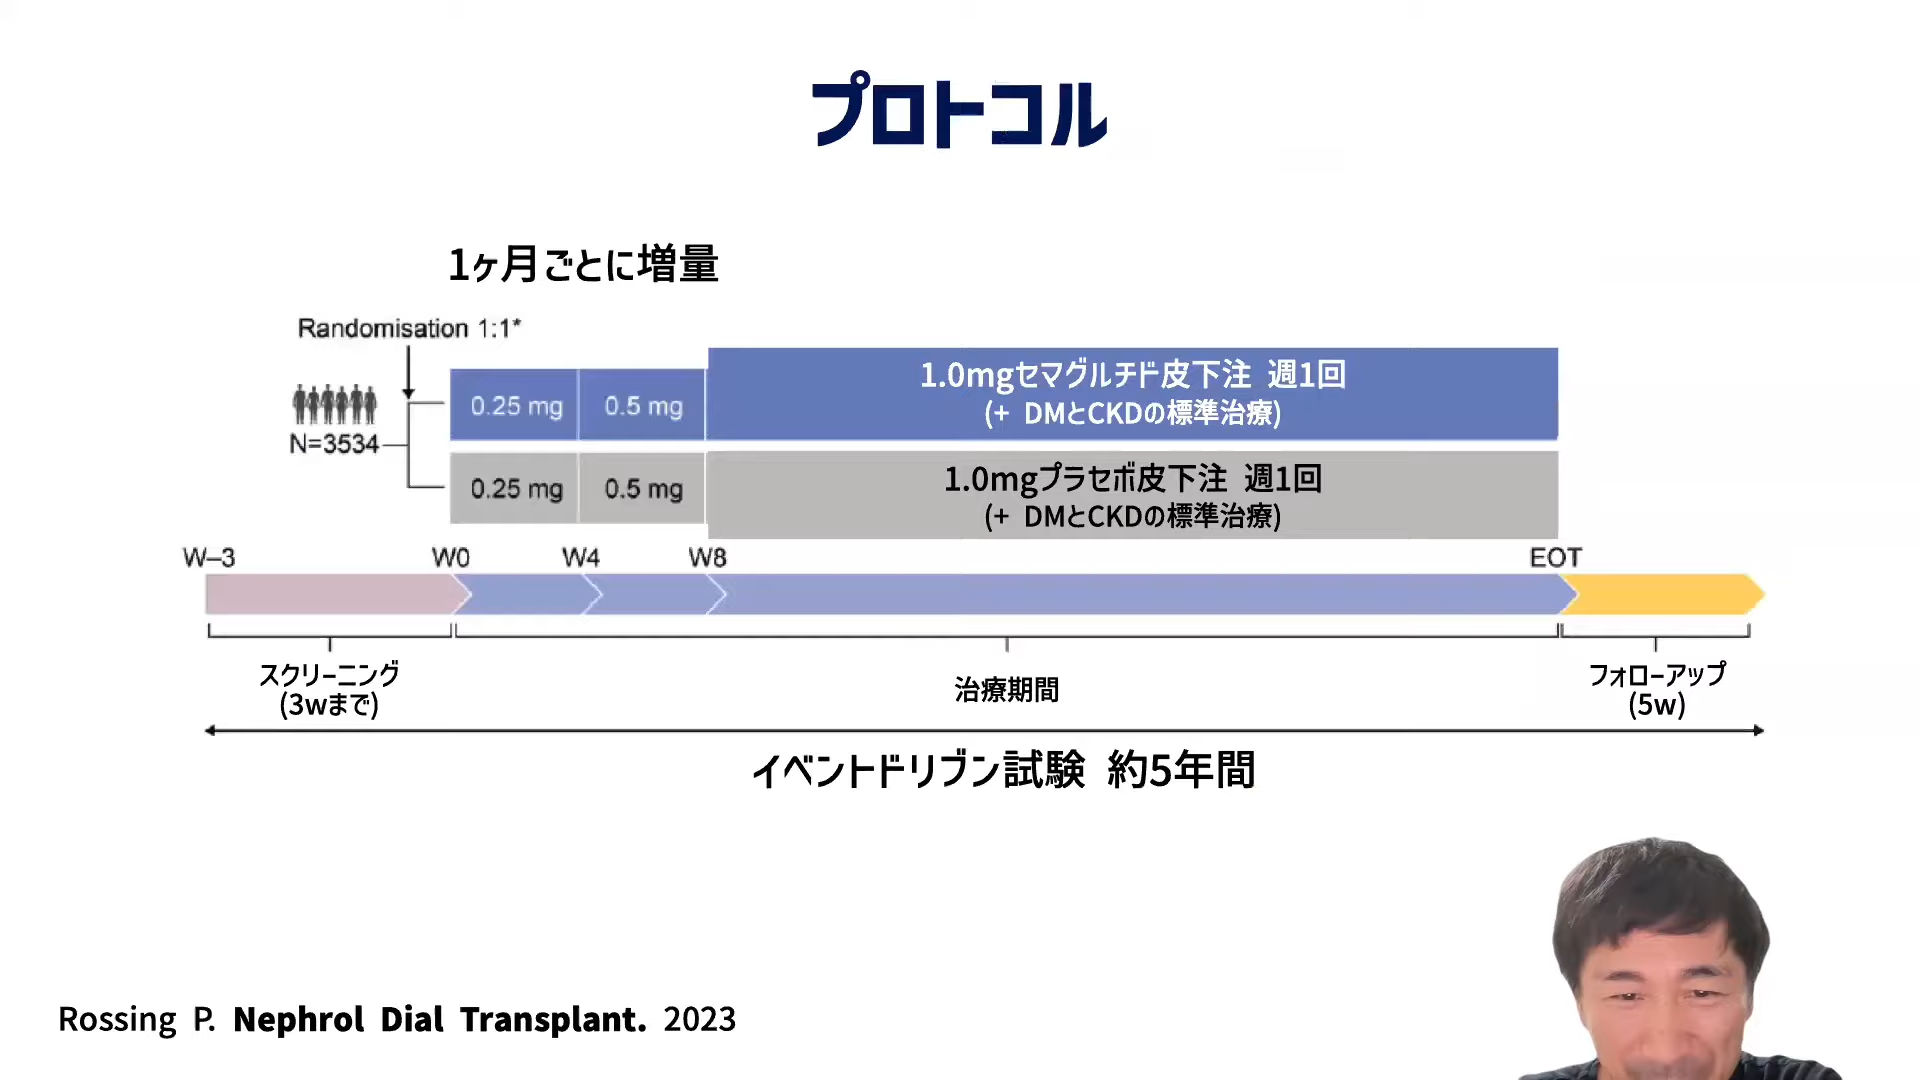 プロトコル
1ヶ月ごとに増量
Randomisation 1:1*
N=3534
0.25 mg
0.5 mg
1.0mgセマグルチド皮下注 週1回
(+ DMとCKDの標準治療)
0.25 mg
0.5 mg
1.0mgプラセボ皮下注 週1回
(+ DMとCKDの標準治療)
W–3
W0
W4
W8
EOT
スクリーニング
(3wまで)
治療期間
フォローアップ
(5w)
イベントドリブン試験 約5年間
Rossing P. Nephrol Dial Transplant. 2023